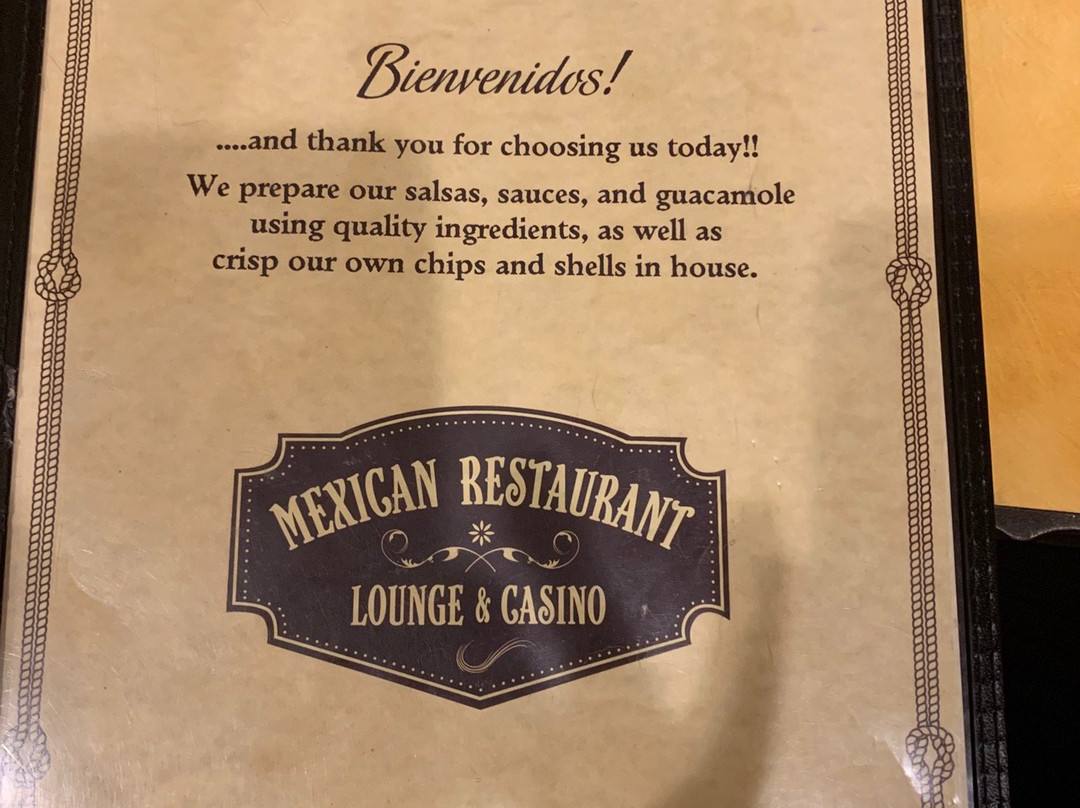 Bienvenidos!
....and thank you for choosing us today!!
We prepare our salsas, sauces, and guacamole
using quality ingredients, as well as
crisp our own chips and shells in house.
MEXICAN RESTAURANT
LOUNGE & CASINO